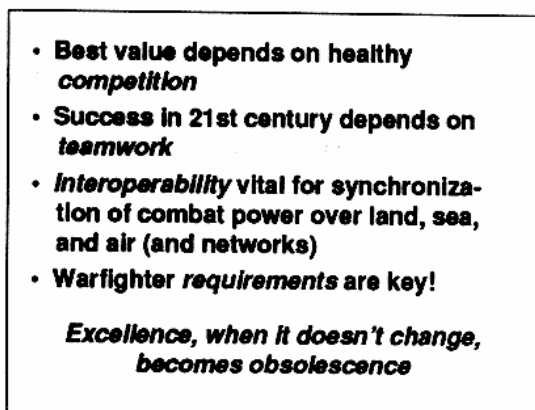 • Best value depends on healthy
competition
• Success in 21st century depends on
teamwork
• Interoperability vital for synchroniza-
tion of combat power over land, sea,
and air (and networks)
• Warfighter requirements are key!
Excellence, when it doesn't change,
becomes obsolescence